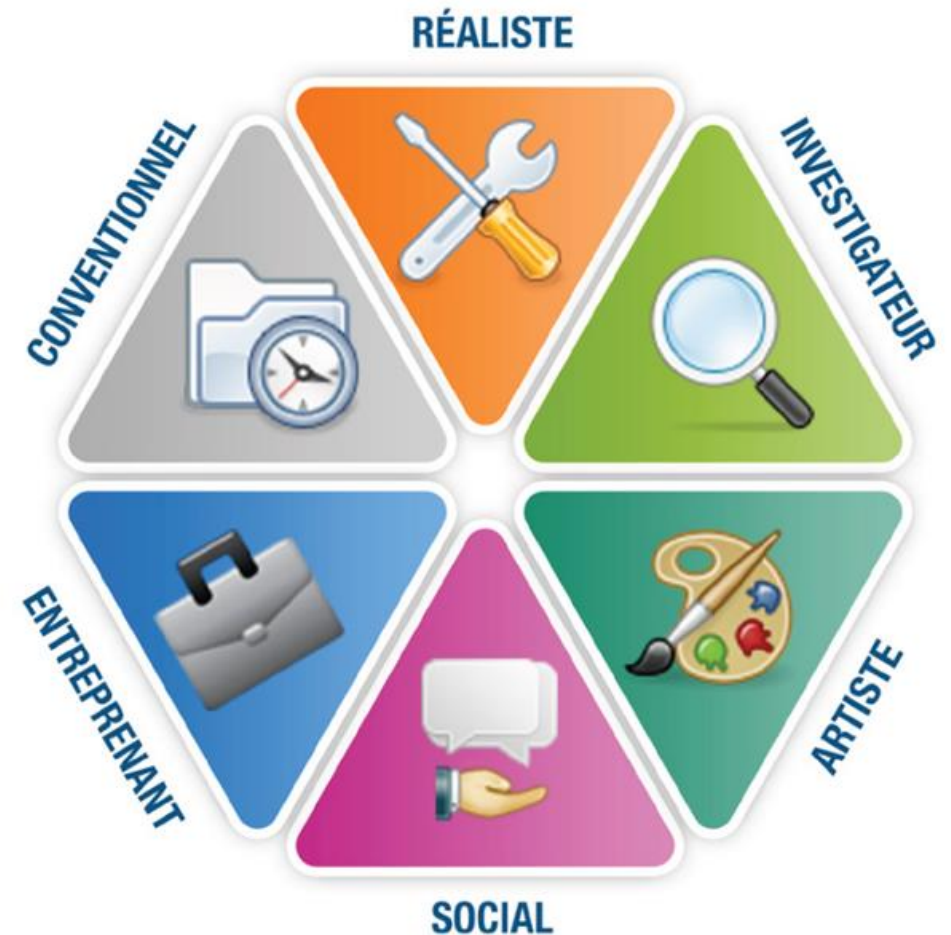 RÉALISTE
INVESTIGATEUR
ARTISTE
SOCIAL
ENTREPRENANT
CONVENTIONNEL